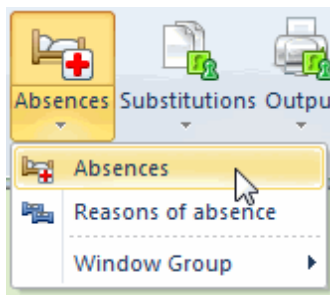 Absences Substitutions Outpu
Absences
Reasons of absence
Window Group